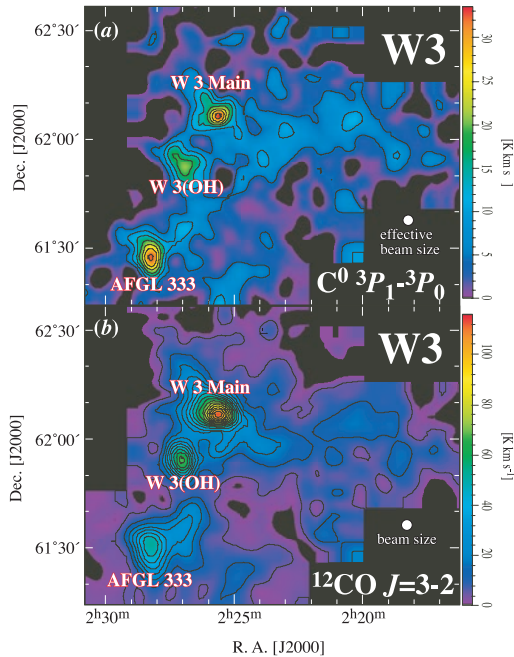 (a)
W3
W 3 Main
W 3(OH)
AFGL 333
effective
beam size
C⁰ ³P₁-³P₀
62°30'
62°00'
61°30'
Dec. [J2000]
30
25
20
15
10
5
0
[K km s ]
(b)
W3
W 3 Main
W 3(OH)
AFGL 333
beam size
¹²CO J=3-2
62°30'
62°00'
61°30'
Dec. [J2000]
100
80
60
40
20
0
[K km s⁻¹]
2ʰ30ᵐ 2ʰ25ᵐ 2ʰ20ᵐ
R. A. [J2000]